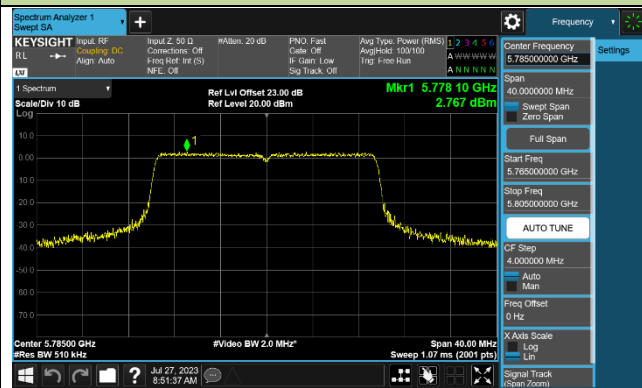 Spectrum Analyzer 1
Swept SA
+
Frequency
KEYSIGHT
RL
LXI
Input: RF
Coupling: DC
Align: Auto
Input Z: 50 Ω
Corrections: Off
Freq Ref: Int (S)
NFE: Off
#Atten: 20 dB
PNO: Fast
Gate: Off
IF Gain: Low
Sig Track: Off
Avg Type: Power (RMS)
Avg|Hold: 100/100
Trig: Free Run
1 2 3 4 5 6
A W W W W W
A N N N N N
1 Spectrum
Scale/Div 10 dB
Log
Ref Lvl Offset 23.00 dB
Ref Level 20.00 dBm
Mkr1 5.778 10 GHz
2.767 dBm
1
10.0
0.00
-10.0
-20.0
-30.0
-40.0
-50.0
-60.0
-70.0
Center 5.78500 GHz
#Res BW 510 kHz
#Video BW 2.0 MHz*
Span 40.00 MHz
Sweep 1.07 ms (2001 pts)
Center Frequency
5.785000000 GHz
Settings
Span
40.0000000 MHz
Swept Span
Zero Span
Full Span
Start Freq
5.765000000 GHz
Stop Freq
5.805000000 GHz
AUTO TUNE
CF Step
4.000000 MHz
Auto
Man
Freq Offset
0 Hz
X Axis Scale
Log
Lin
Signal Track
(Span Zoom)
?
Jul 27, 2023
8:51:37 AM